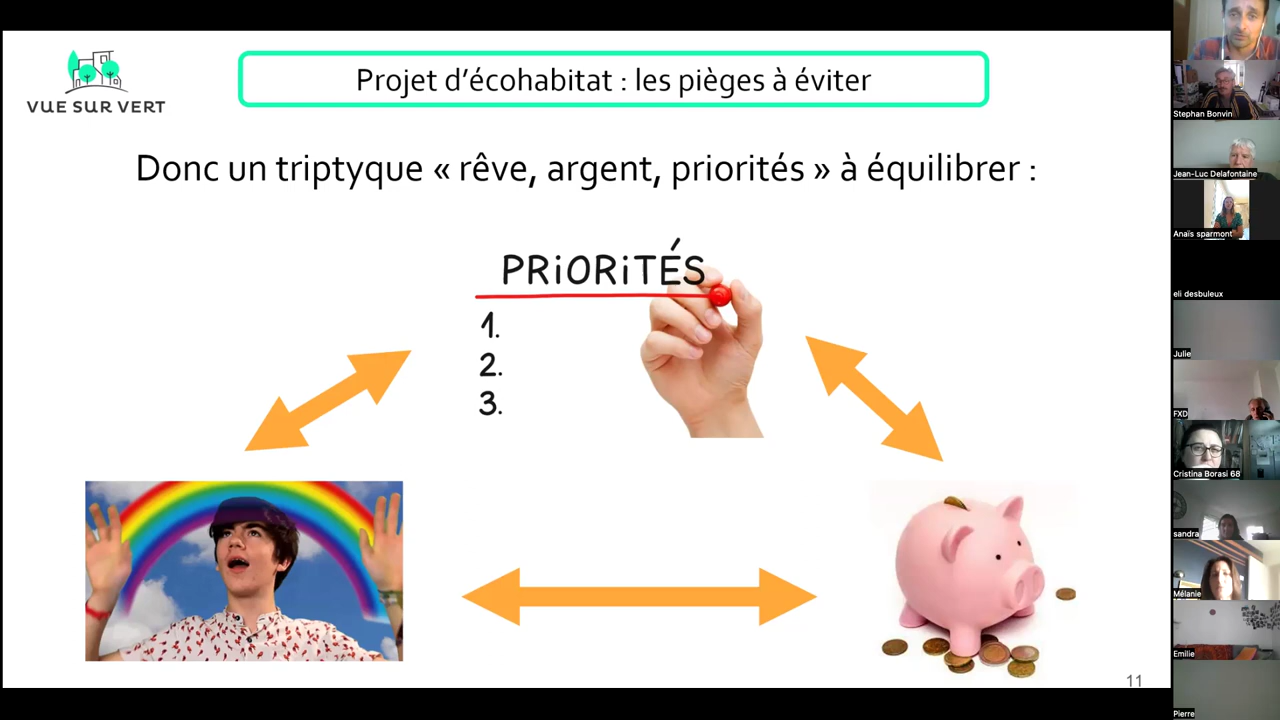 VUE SUR VERT
Projet d’écohabitat : les pièges à éviter
Donc un triptyque « rêve, argent, priorités » à équilibrer :
PRiORiTÉS
1.
2.
3.
11
Stephan Bonvin
Jean-Luc Delafontaine
Anaïs sparmont
eli desbuleux
Julie
FXD
Cristina Borasi 68
sandra
Mélanie
Emilie
Pierre